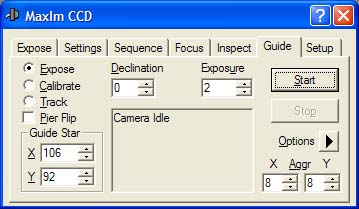 MaxIm CCD
Expose Settings Sequence Focus Inspect Guide Setup
Expose
Calibrate
Track
Pier Flip
Declination
0
Exposure
2
Start
Stop
Guide Star
X 106
Y 92
Camera Idle
Options
X Aggr Y
8 8